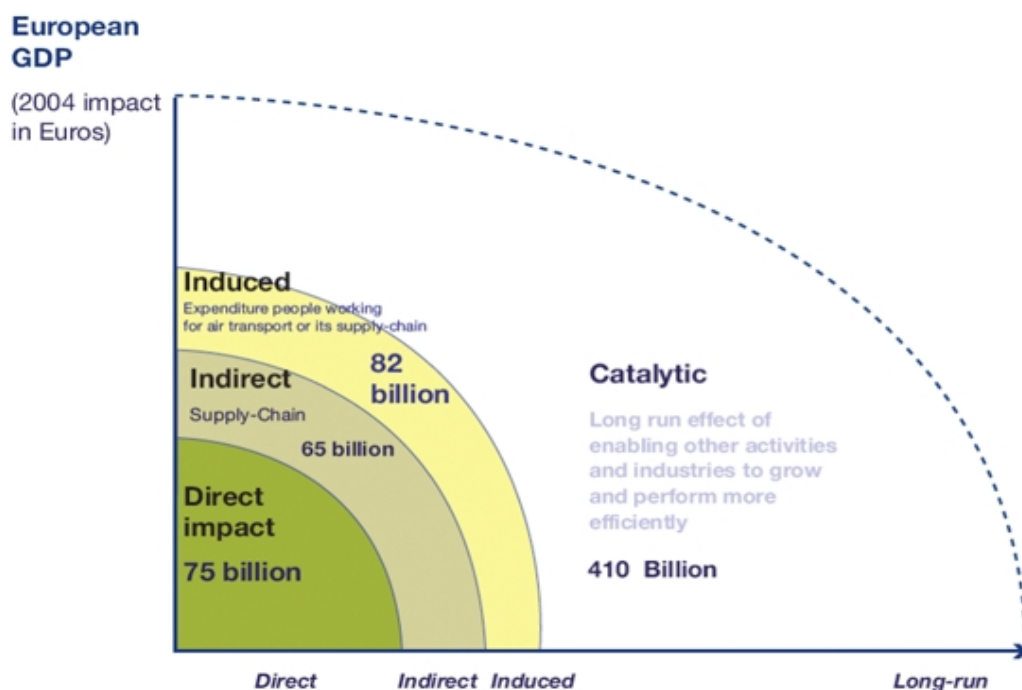 European
GDP
(2004 impact
in Euros)
Induced
Expenditure people working
for air transport or its supply-chain
82
billion
Indirect
Supply-Chain
65 billion
Direct
impact
75 billion
Catalytic
Long run effect of
enabling other activities
and industries to grow
and perform more
efficiently
410 Billion
Direct Indirect Induced Long-run